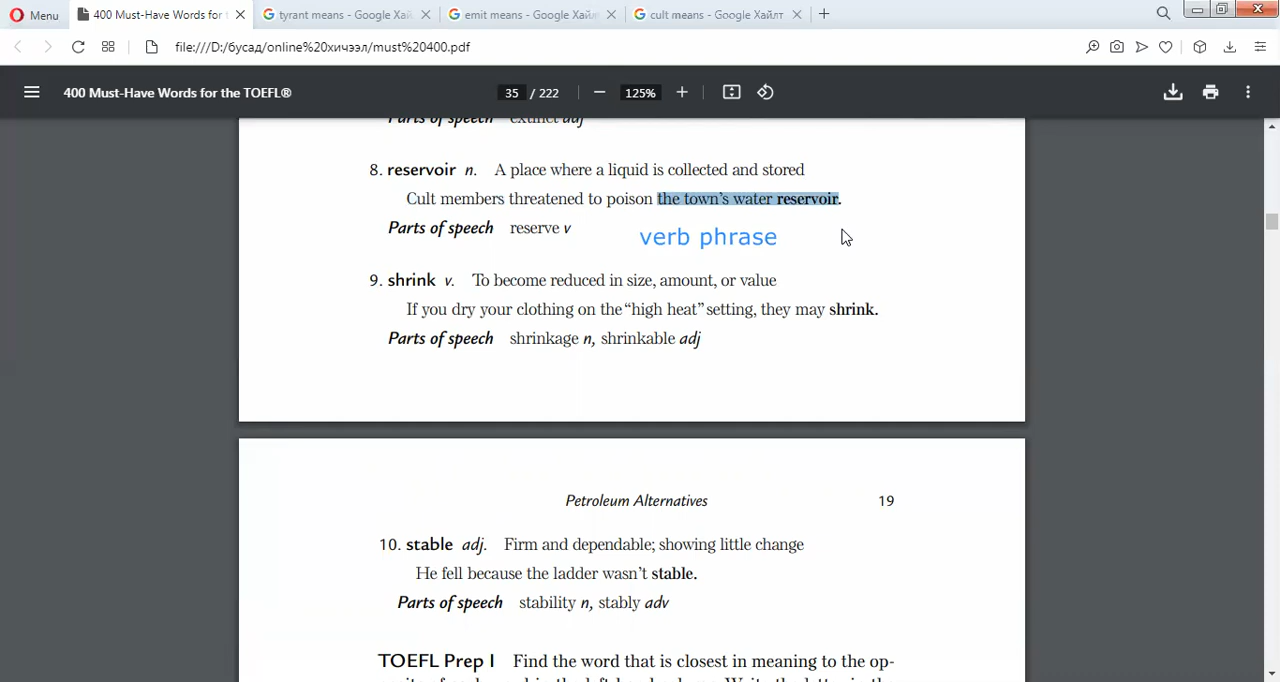 Menu
400 Must-Have Words for t
tyrant means - Google Хай
emit means - Google Хайл
cult means - Google Хайлт
file:///D:/бусад/online%20хичээл/must%20400.pdf
400 Must-Have Words for the TOEFL®
35 / 222
125%
Parts of speech extinct adj
8. reservoir n. A place where a liquid is collected and stored
Cult members threatened to poison the town's water reservoir.
Parts of speech reserve v
verb phrase
9. shrink v. To become reduced in size, amount, or value
If you dry your clothing on the "high heat" setting, they may shrink.
Parts of speech shrinkage n, shrinkable adj
Petroleum Alternatives 19
10. stable adj. Firm and dependable; showing little change
He fell because the ladder wasn't stable.
Parts of speech stability n, stably adv
TOEFL Prep I Find the word that is closest in meaning to the op-